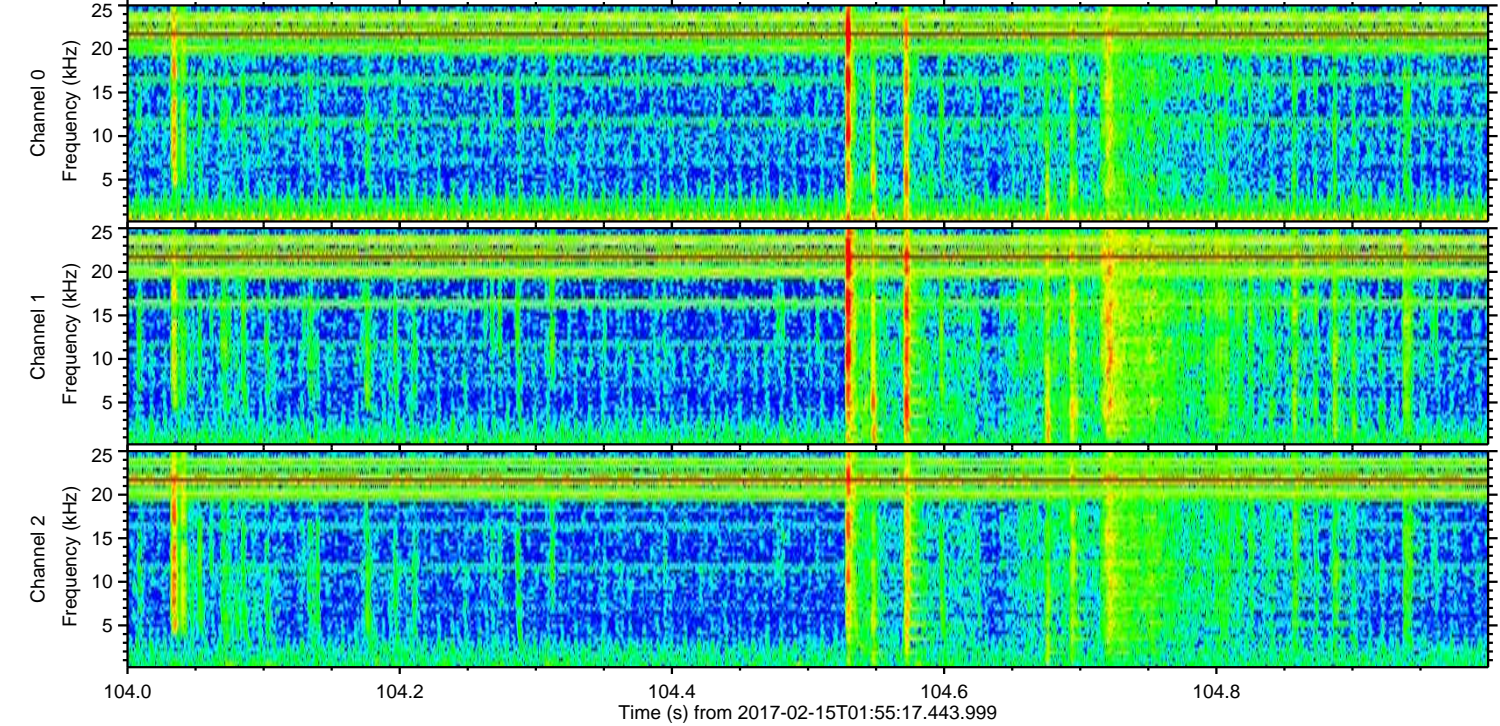 25
20
15
10
5
Channel 0
Frequency (kHz)
25
20
15
10
5
Channel 1
Frequency (kHz)
25
20
15
10
5
Channel 2
Frequency (kHz)
104.0 104.2 104.4 104.6 104.8
Time (s) from 2017-02-15T01:55:17.443.999